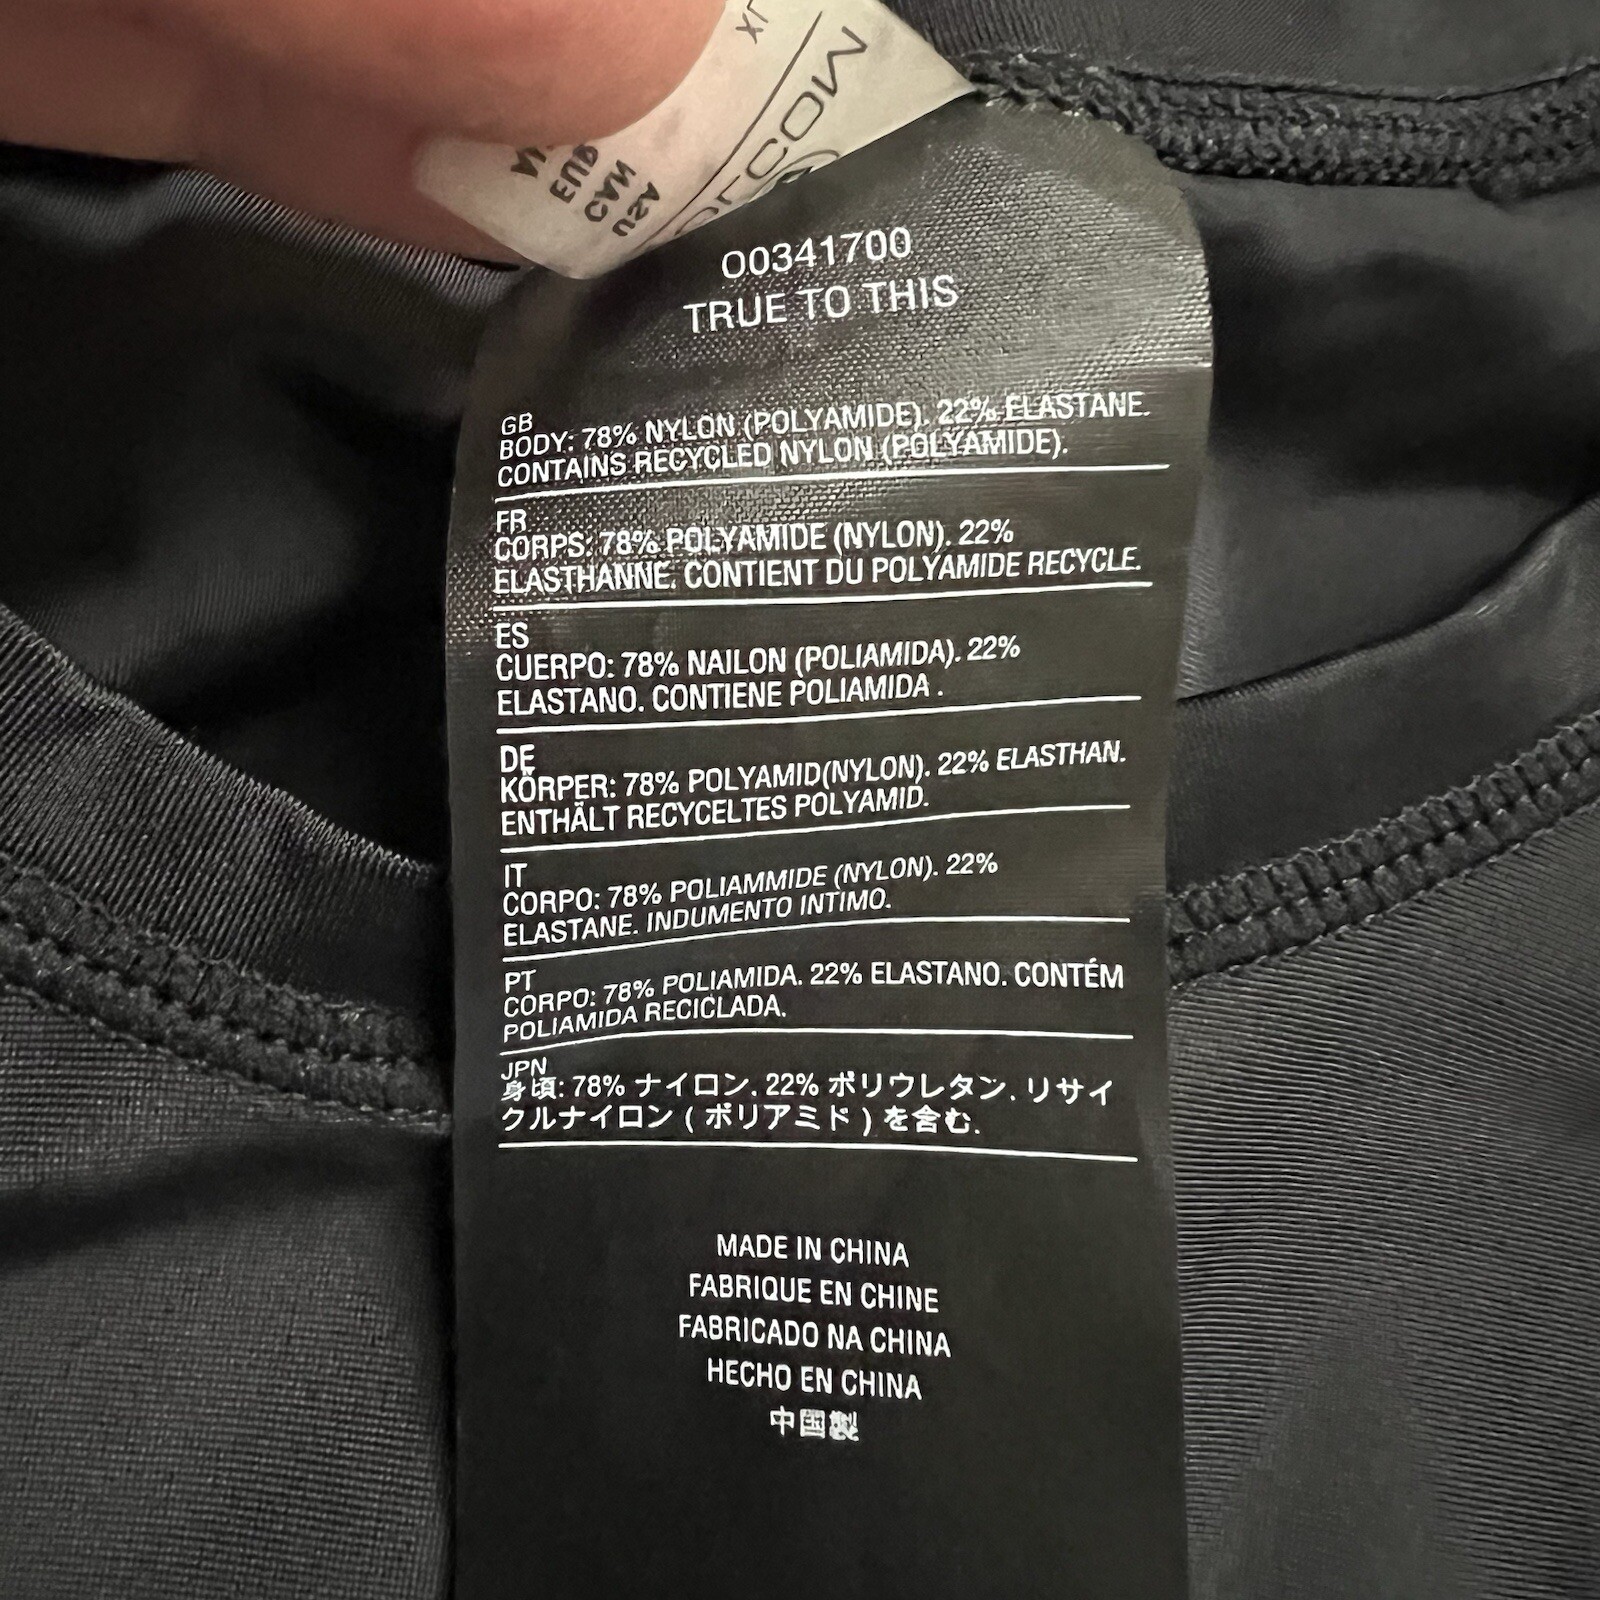 XL
USA
CAN
EUR
00341700
TRUE TO THIS
GB
BODY: 78% NYLON (POLYAMIDE). 22% ELASTANE.
CONTAINS RECYCLED NYLON (POLYAMIDE).
FR
CORPS: 78% POLYAMIDE (NYLON). 22%
ELASTHANNE. CONTIENT DU POLYAMIDE RECYCLE.
ES
CUERPO: 78% NAILON (POLIAMIDA). 22%
ELASTANO. CONTIENE POLIAMIDA .
DE
KÖRPER: 78% POLYAMID(NYLON). 22% ELASTHAN.
ENTHÄLT RECYCELTES POLYAMID.
IT
CORPO: 78% POLIAMMIDE (NYLON). 22%
ELASTANE. INDUMENTO INTIMO.
PT
CORPO: 78% POLIAMIDA. 22% ELASTANO. CONTÉM
POLIAMIDA RECICLADA.
JPN
身頃: 78% ナイロン. 22% ポリウレタン. リサイ
クルナイロン ( ポリアミド ) を含む.
MADE IN CHINA
FABRIQUE EN CHINE
FABRICADO NA CHINA
HECHO EN CHINA
中国製